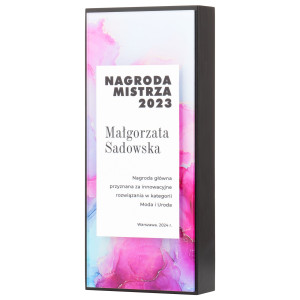 NAGRODA
MISTRZA
2023
Małgorzata
Sadowska
Nagroda główna
przyznana za innowacyjne
rozwiązania w kategorii
Moda i Uroda
Warszawa, 2024 r.